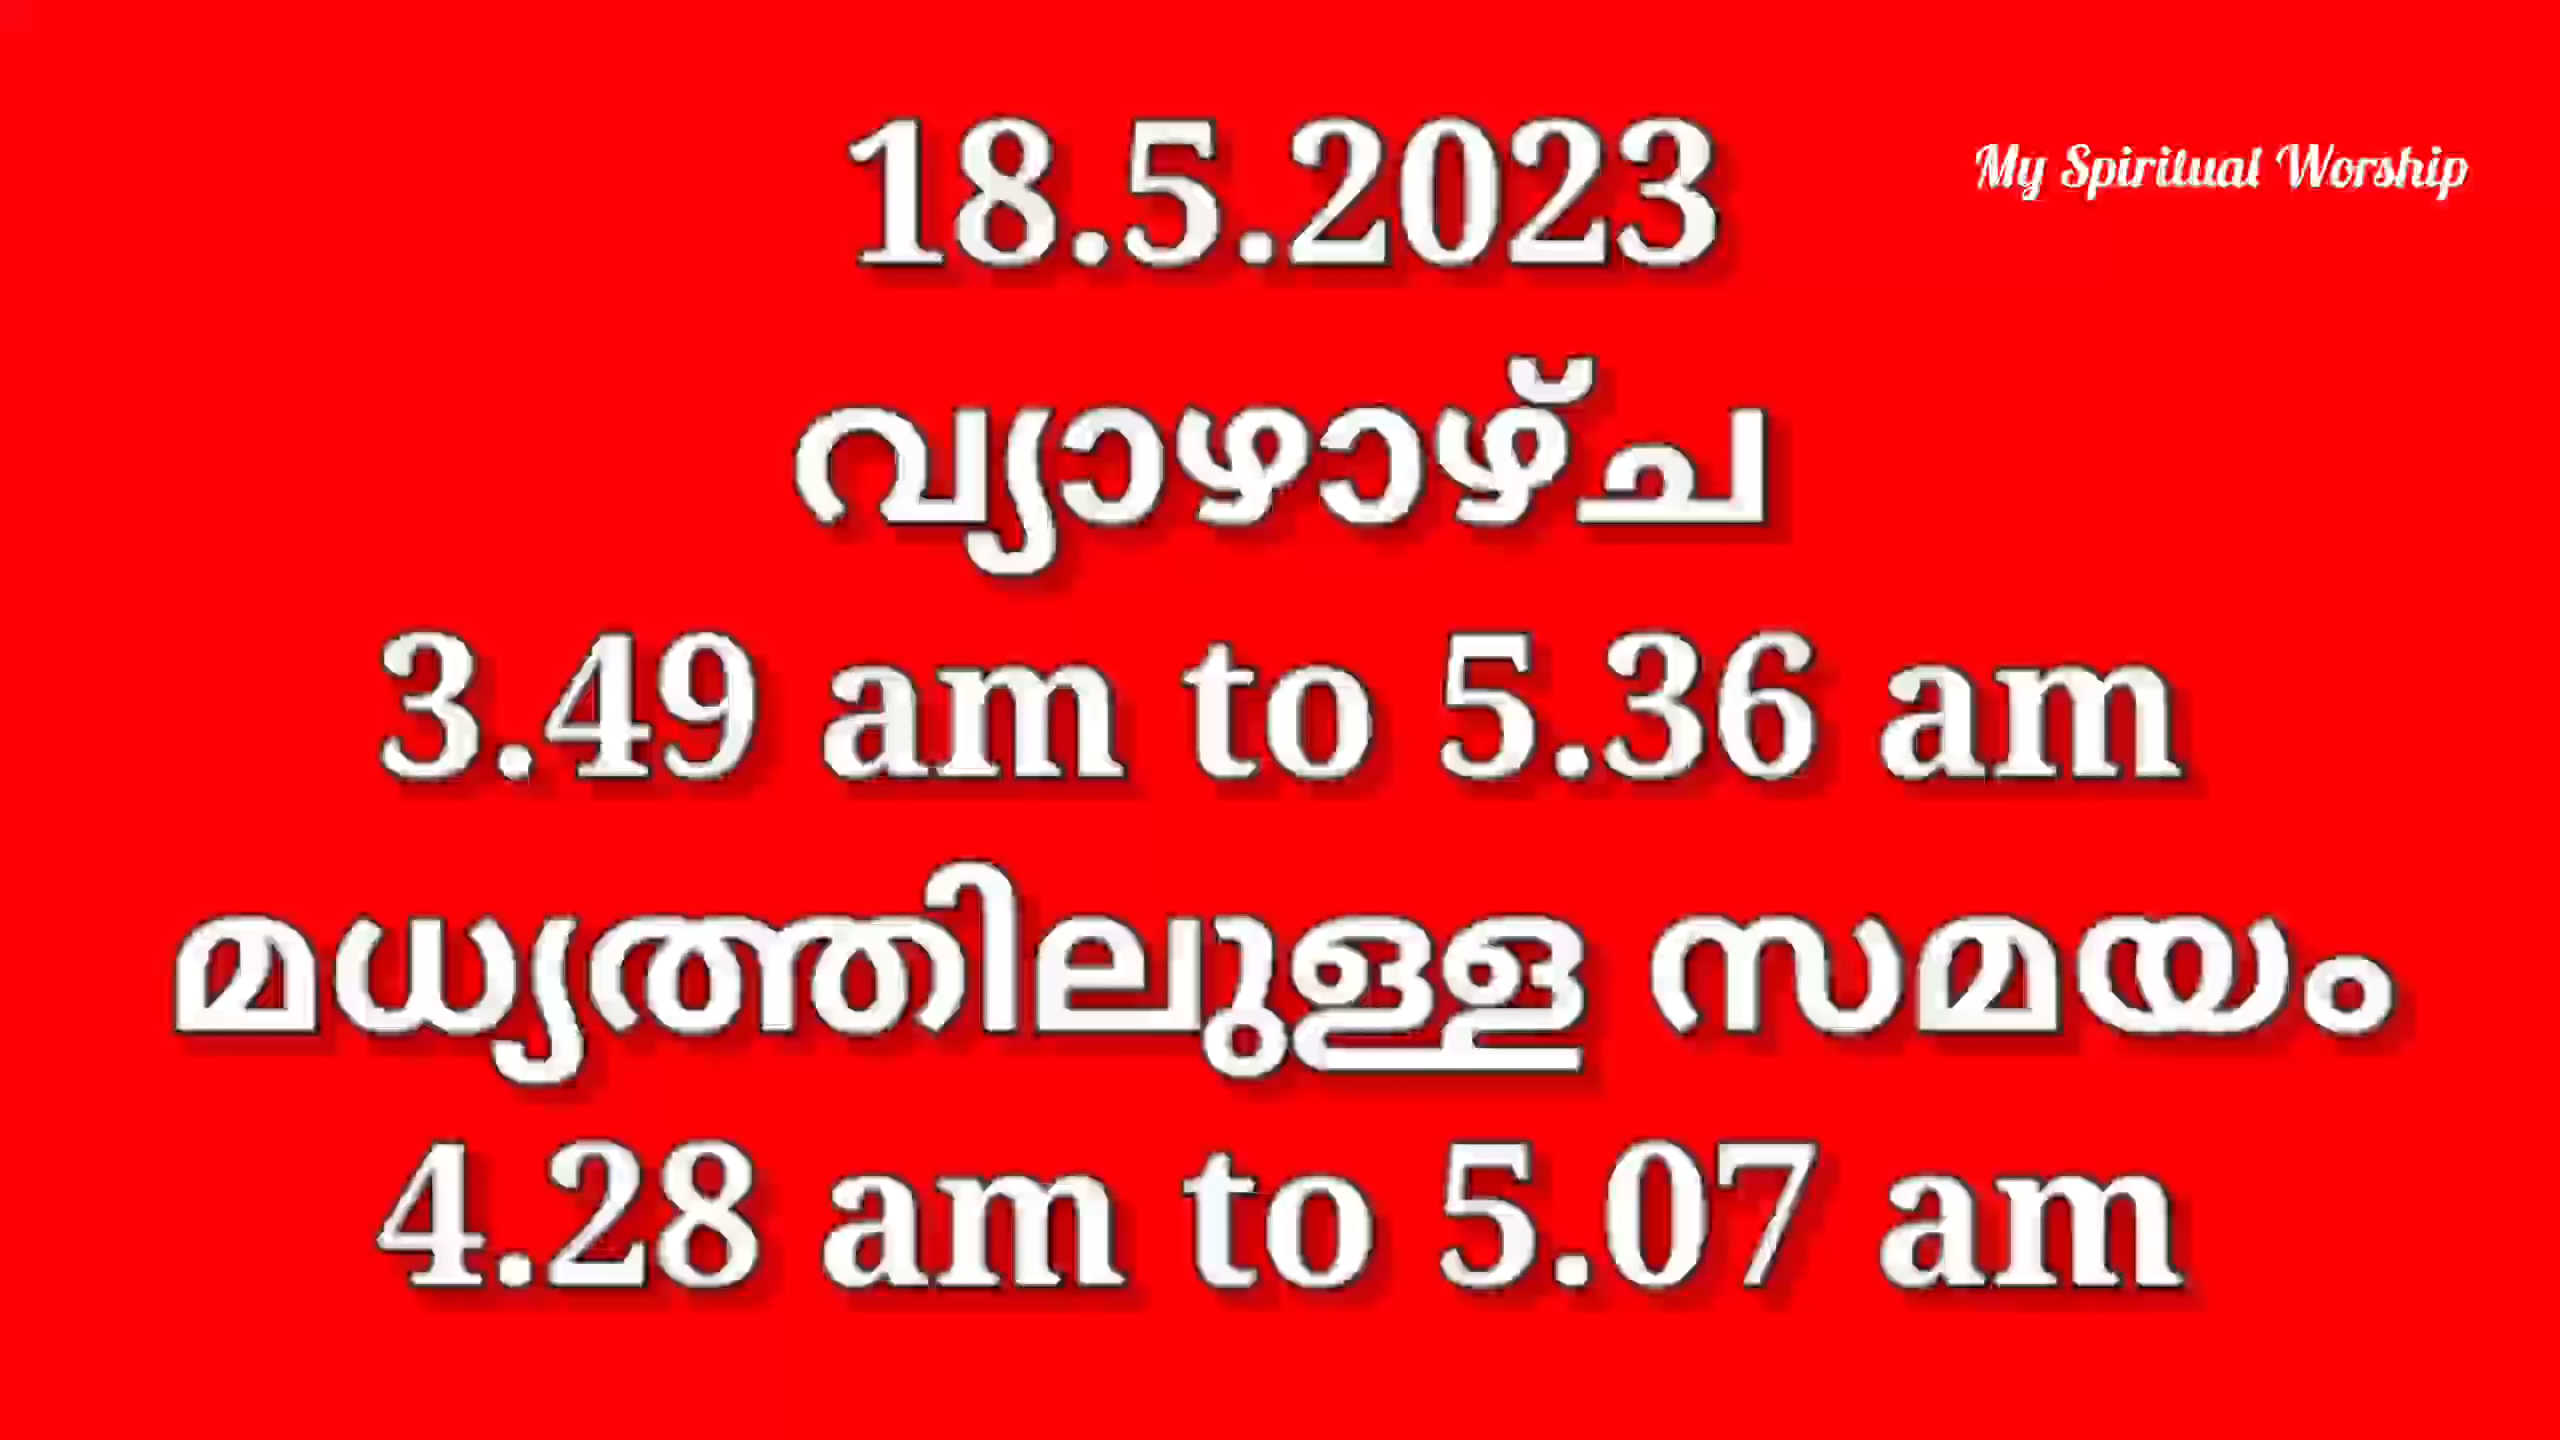 18.5.2023
My Spiritual Worship
വ്യാഴാഴ്ച
3.49 am to 5.36 am
മധ്യത്തിലുള്ള സമയം
4.28 am to 5.07 am